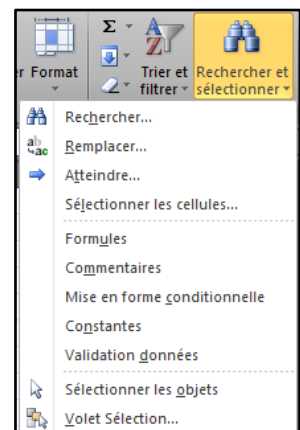 Σ
r Format
Trier et
filtrer
Rechercher et
sélectionner
Rechercher...
Remplacer...
Atteindre...
Sélectionner les cellules...
Formules
Commentaires
Mise en forme conditionnelle
Constantes
Validation données
Sélectionner les objets
Volet Sélection...